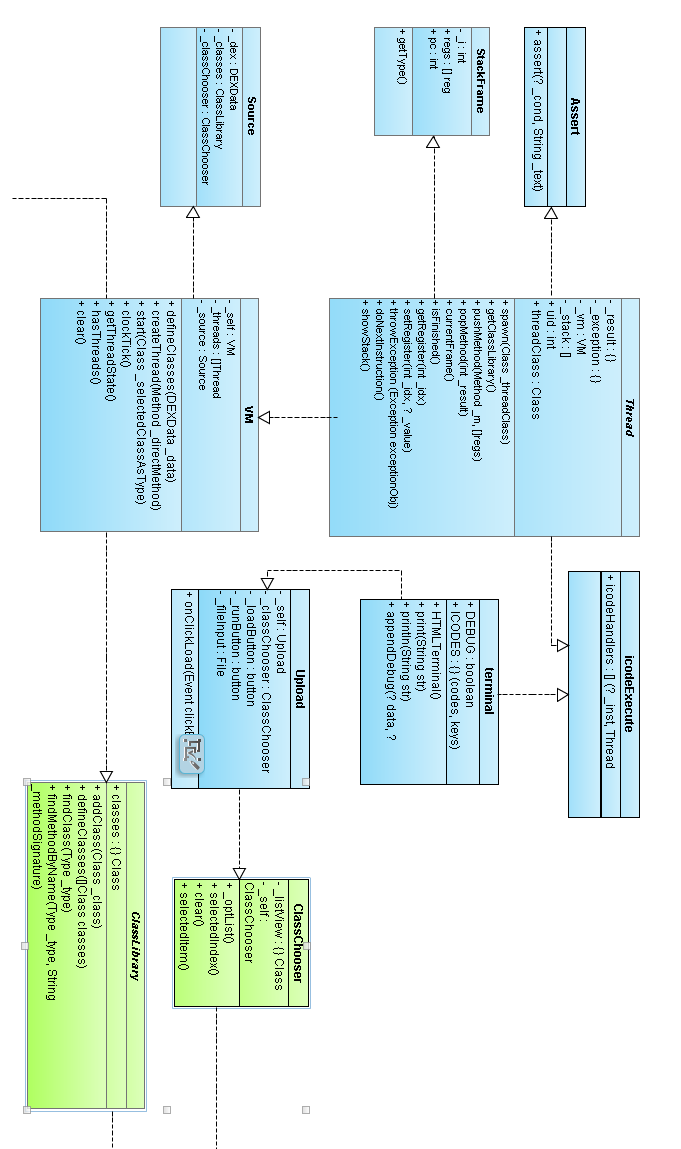 Assert
+ assert(? _cond, String _text)
StackFrame
- _i : int
+ regs : [] reg
+ pc : int
+ getType()
Source
- _dex : DEXData
- _classes : ClassLibrary
- _classChooser : ClassChooser
Thread
- _result : {}
- _exception : {}
- _vm : VM
- _stack : []
+ uid : int
+ threadClass : Class
+ spawn(Class _threadClass)
+ getClassLibrary()
+ pushMethod(Method _m, []regs)
+ popMethod(int _result)
+ currentFrame()
+ isFinished()
+ getRegister(int _idx)
+ setRegister(int _idx, ? _value)
+ throwException (Exception exceptionObj)
+ doNextInstruction()
+ showStack()
VM
- _self : VM
- _threads : []Thread
- _source : Source
+ defineClasses(DEXData _data)
+ createThread(Method _directMethod)
+ start(Class _selectedClassAsType)
+ clockTick()
+ getThreadState()
+ hasThreads()
+ clear()
icodeExecute
+ icodeHandlers : [] (? _inst, Thread
terminal
+ DEBUG : boolean
+ ICODES : {} (codes, keys)
+ HTMLTerminal()
+ print(String str)
+ println(String str)
+ appendDebug(? data, ?
Upload
- _self : Upload
- _classChooser : ClassChooser
- _loadButton : button
- _runButton : button
- _fileInput : File
+ onClickLoad(Event click
ClassChooser
- _listView : {} Class
- _self :
ClassChooser
+ _optList()
+ selectedIndex()
+ clear()
+ selectedItem()
ClassLibrary
+ classes : {} Class
+ addClass(Class _class)
+ defineClasses([]Class classes)
+ findClass(Type _type)
+ findMethodByName(Type _type, String
_methodSignature)